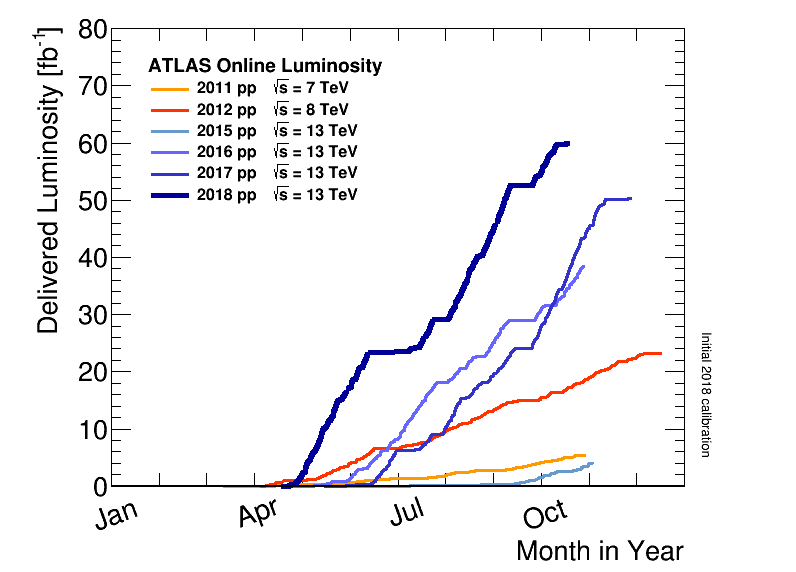 Delivered Luminosity [fb⁻¹]
80
70
60
50
40
30
20
10
0
ATLAS Online Luminosity
2011 pp √s = 7 TeV
2012 pp √s = 8 TeV
2015 pp √s = 13 TeV
2016 pp √s = 13 TeV
2017 pp √s = 13 TeV
2018 pp √s = 13 TeV
Initial 2018 calibration
Jan Apr Jul Oct
Month in Year